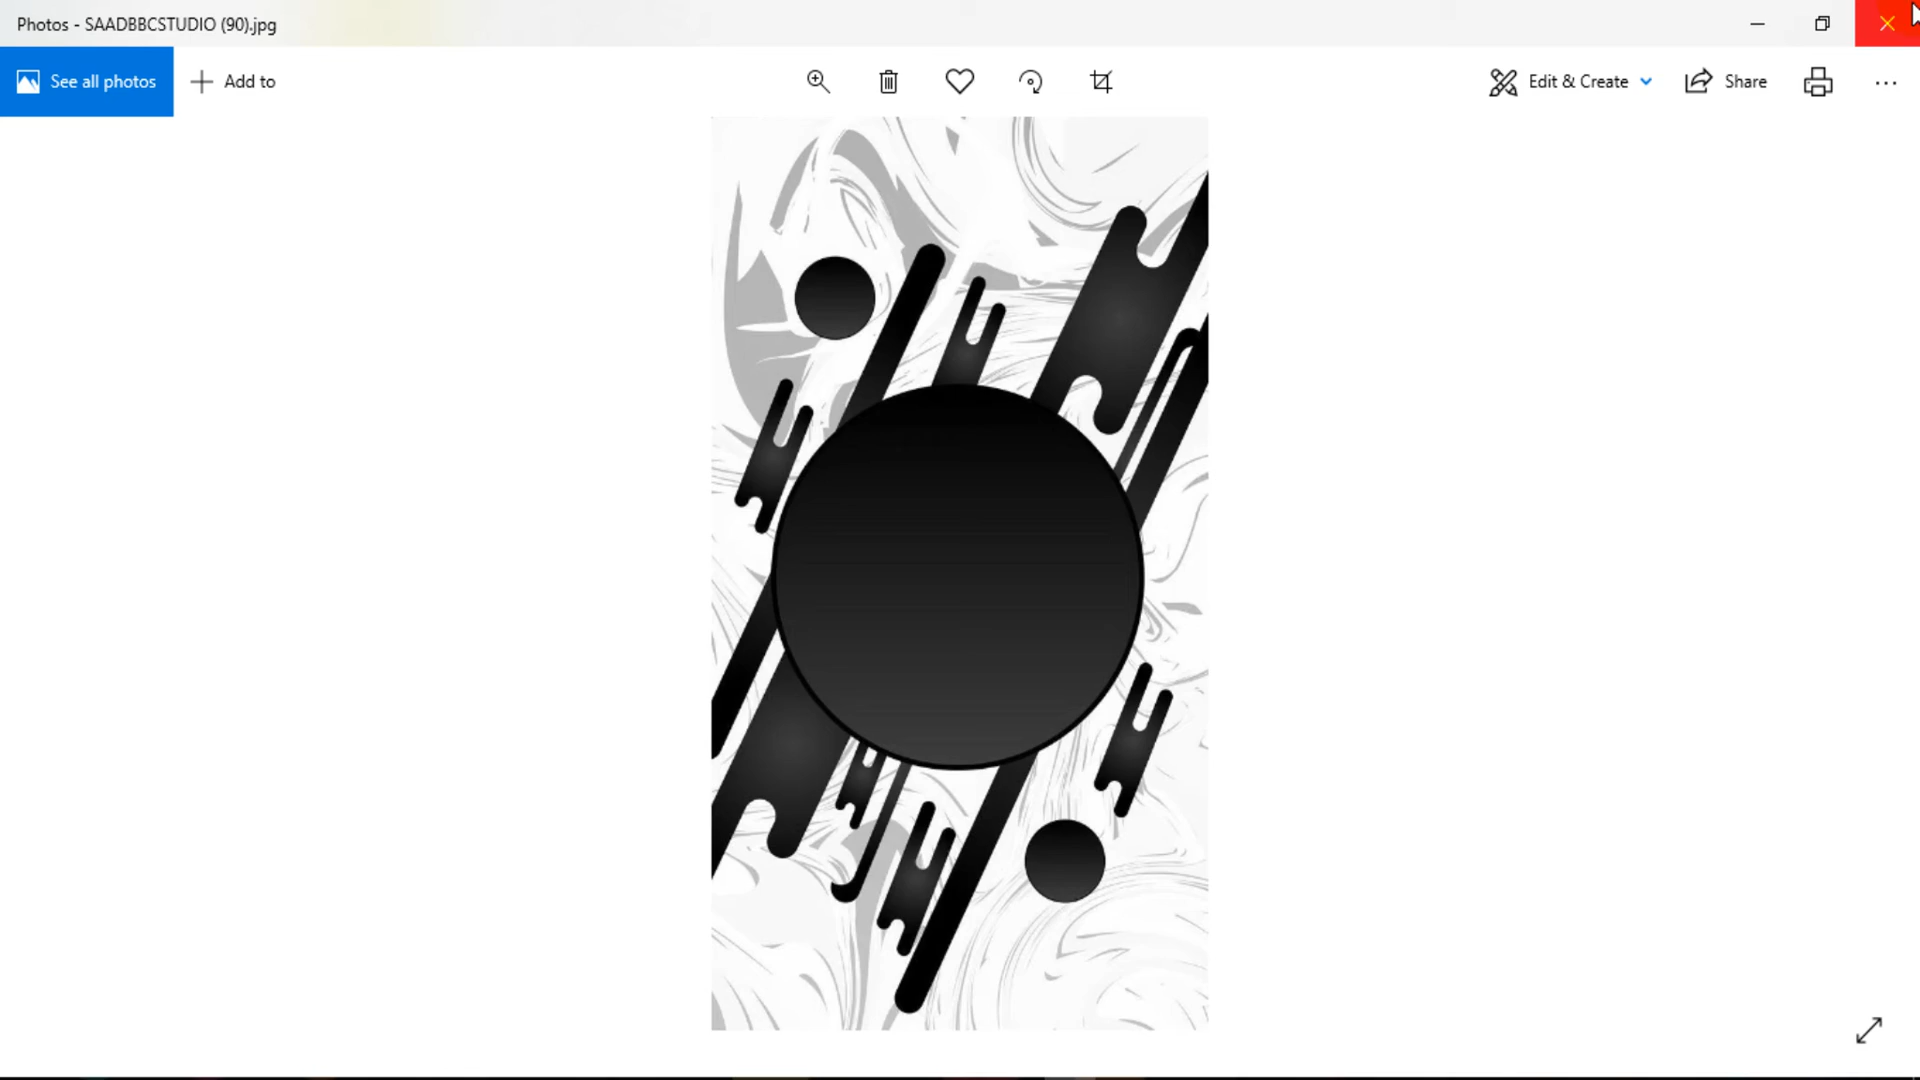 Photos - SAADBBCSTUDIO (90).jpg
See all photos
Add to
Edit & Create
Share